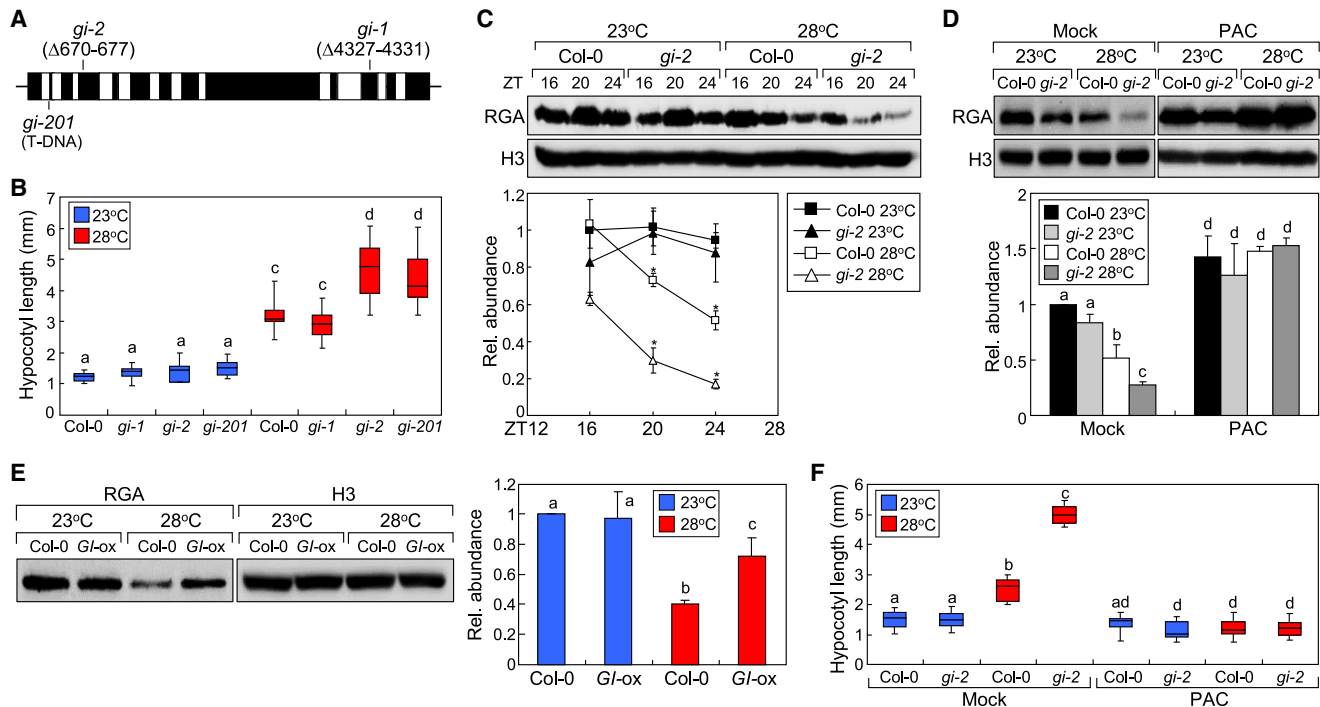 A
gi-2
(Δ670-677)
gi-1
(Δ4327-4331)
gi-201
(T-DNA)
B
Hypocotyl length (mm)
7
6
5
4
3
2
1
0
23°C
28°C
a a a a c c d d
Col-0 gi-1 gi-2 gi-201 Col-0 gi-1 gi-2 gi-201
C
23°C 28°C
Col-0 gi-2 Col-0 gi-2
ZT 16 20 24 16 20 24 16 20 24 16 20 24
RGA
H3
Rel. abundance
1.2
1
0.8
0.6
0.4
0.2
0
* * * *
ZT12 16 20 24 28
Col-0 23°C
gi-2 23°C
Col-0 28°C
gi-2 28°C
D
Mock PAC
23°C 28°C 23°C 28°C
Col-0 gi-2 Col-0 gi-2 Col-0 gi-2 Col-0 gi-2
RGA
H3
Rel. abundance
2
1.5
1
0.5
0
Col-0 23°C
gi-2 23°C
Col-0 28°C
gi-2 28°C
a a b c d d d d
Mock PAC
E
RGA H3
23°C 28°C 23°C 28°C
Col-0 GI-ox Col-0 GI-ox Col-0 GI-ox Col-0 GI-ox
Rel. abundance
1.2
1
0.8
0.6
0.4
0.2
0
23°C
28°C
a a b c
Col-0 GI-ox Col-0 GI-ox
F
Hypocotyl length (mm)
6
5
4
3
2
1
0
23°C
28°C
a a b c ad d d d
Col-0 gi-2 Col-0 gi-2 Col-0 gi-2 Col-0 gi-2
Mock PAC